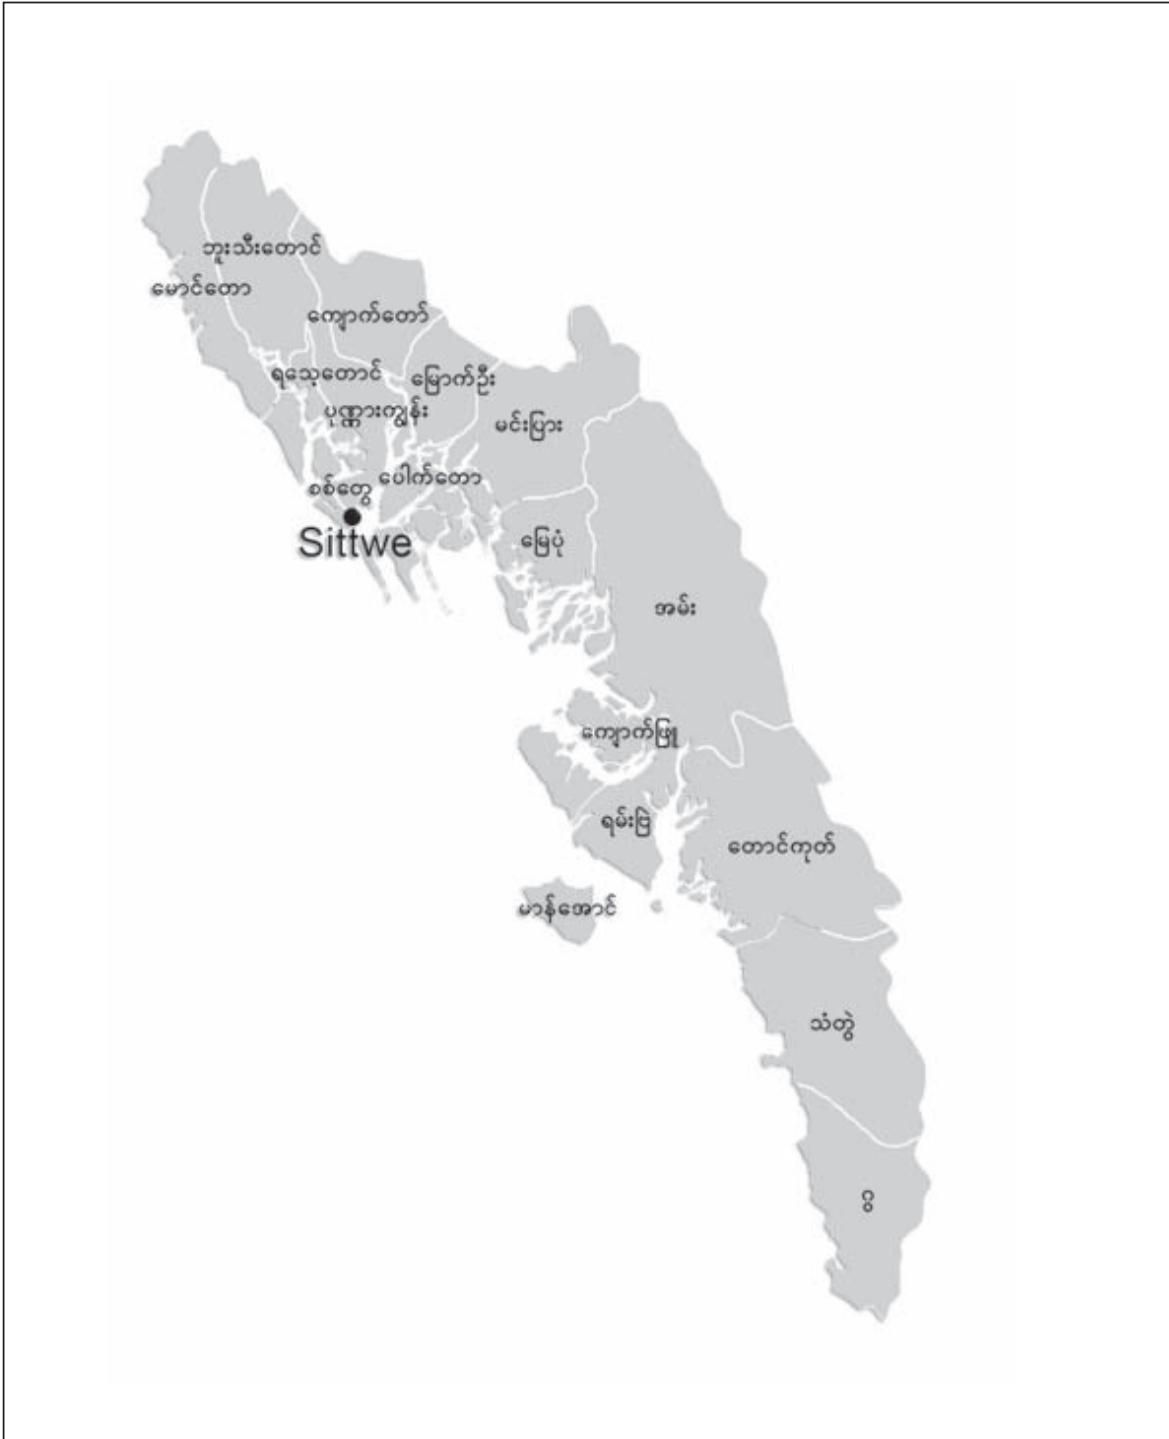 ဘူးသီးတောင်
မောင်တော
ကျောက်တော်
ရသေ့တောင်
မြောက်ဦး
ပုဏ္ဏားကျွန်း
မင်းပြား
ပေါက်တော
စစ်တွေ
Sittwe
မြေပုံ
အမ်း
ကျောက်ဖြူ
ရမ်းဗြဲ
တောင်ကုတ်
မာန်အောင်
သံတွဲ
ဂွ